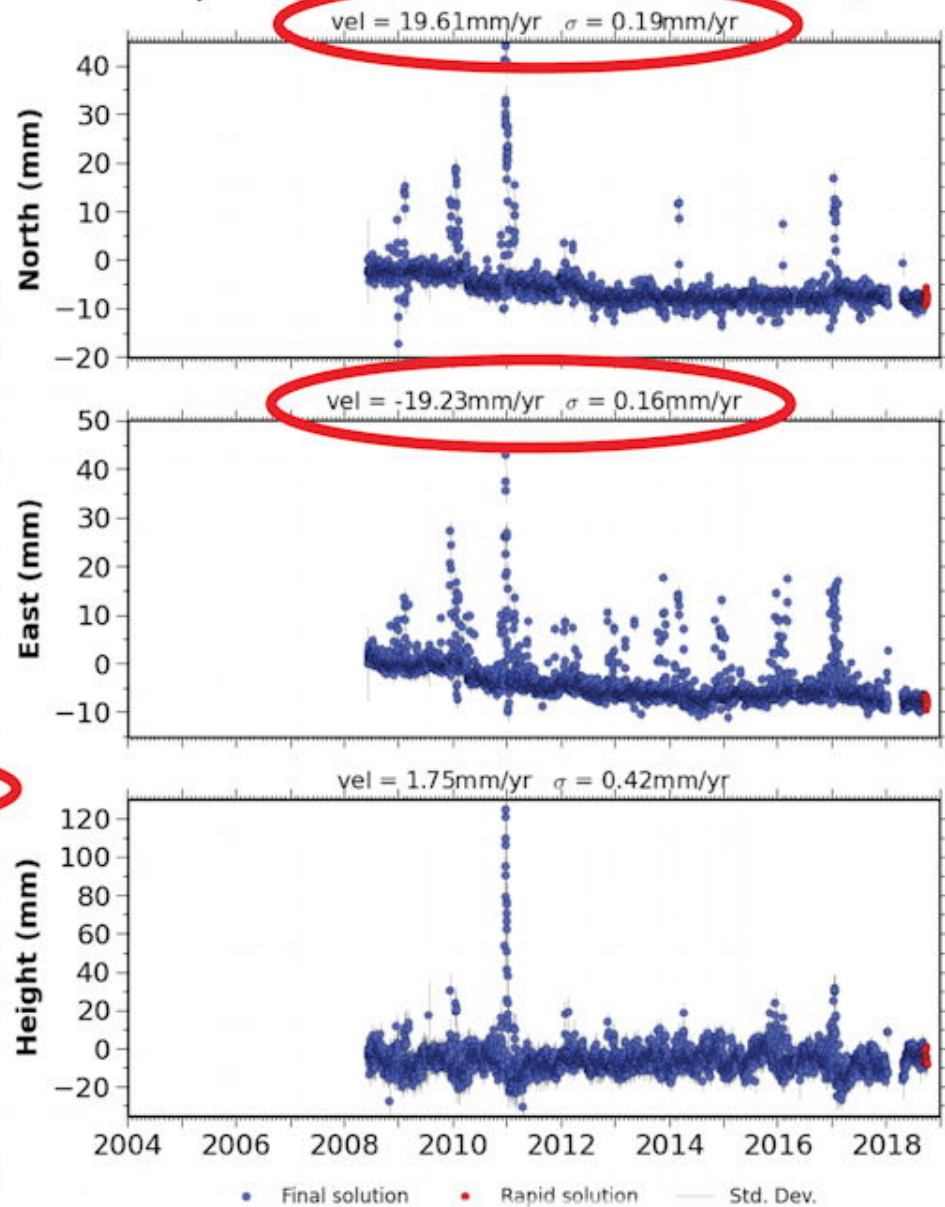 vel = 19.61mm/yr σ = 0.19mm/yr
40
30
20
10
0
−10
−20
North (mm)
vel = -19.23mm/yr σ = 0.16mm/yr
50
40
30
20
10
0
−10
East (mm)
vel = 1.75mm/yr σ = 0.42mm/yr
120
100
80
60
40
20
0
−20
Height (mm)
2004 2006 2008 2010 2012 2014 2016 2018
Final solution Rapid solution Std. Dev.